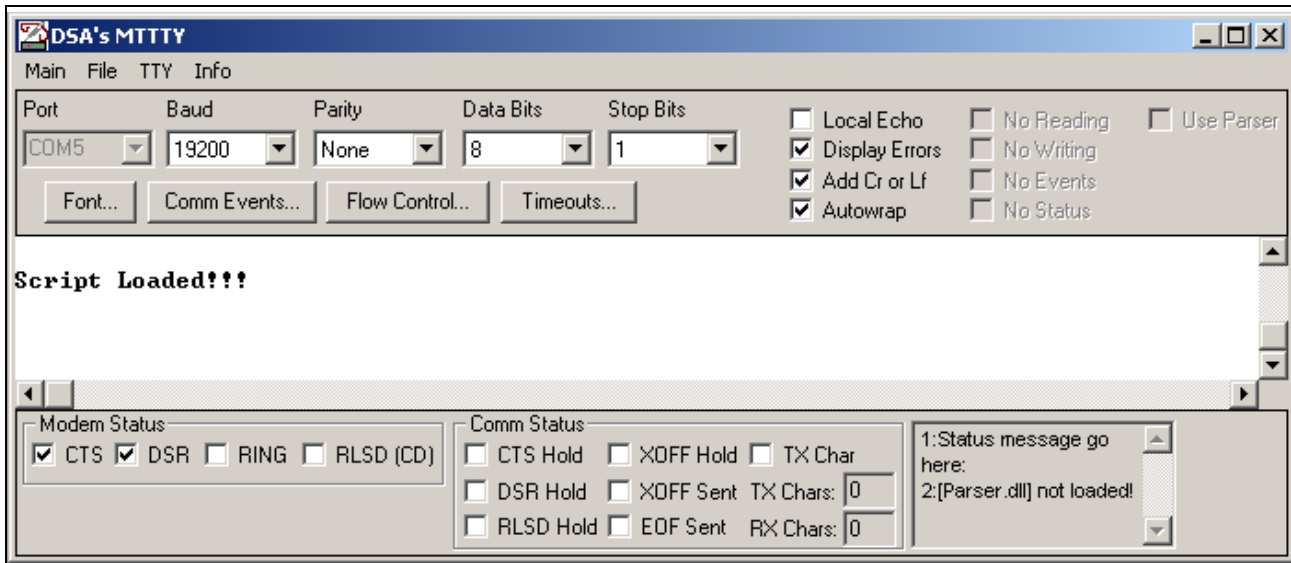 DSA's MTTTY
Main File TTY Info
Port Baud Parity Data Bits Stop Bits
COM5 19200 None 8 1
Font... Comm Events... Flow Control... Timeouts...
Local Echo No Reading Use Parser
Display Errors No Writing
Add Cr or Lf No Events
Autowrap No Status
Script Loaded!!!
Modem Status
CTS DSR RING RLSD (CD)
Comm Status
CTS Hold XOFF Hold TX Char
DSR Hold XOFF Sent TX Chars: 0
RLSD Hold EOF Sent RX Chars: 0
1:Status message go
here:
2:[Parser.dll] not loaded!